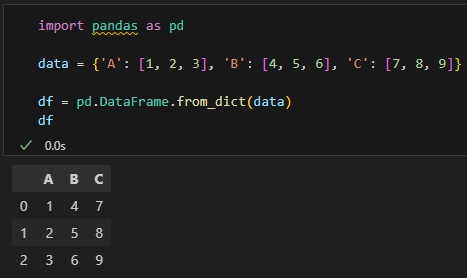 import pandas as pd
data = {'A': [1, 2, 3], 'B': [4, 5, 6], 'C': [7, 8, 9]}
df = pd.DataFrame.from_dict(data)
df
0.0s
A B C
0 1 4 7
1 2 5 8
2 3 6 9